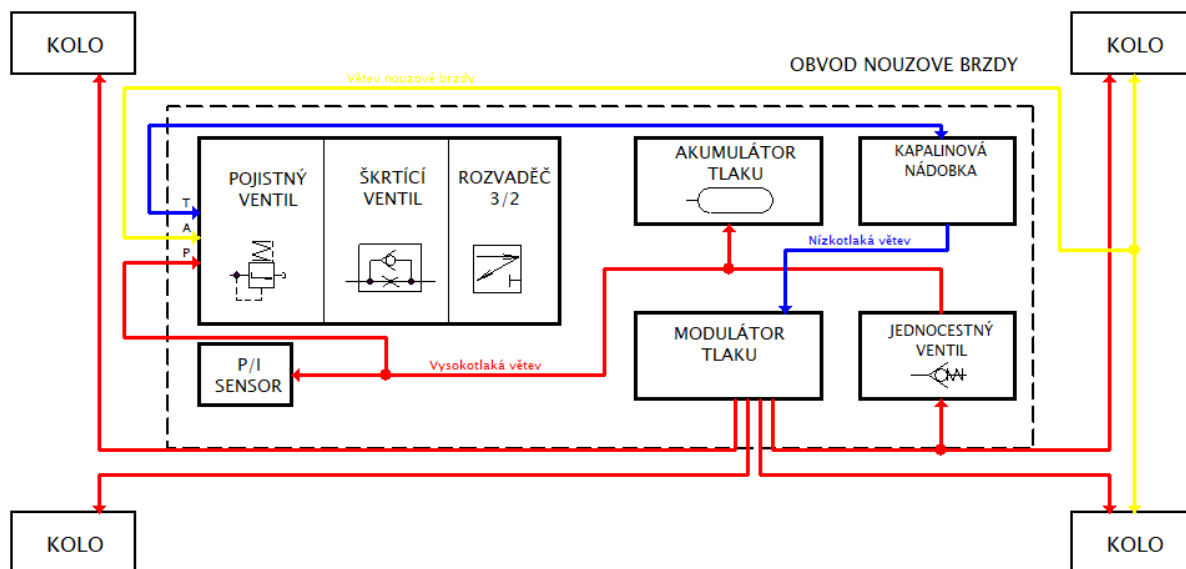 KOLO
KOLO
OBVOD NOUZOVE BRZDY
Větev nouzové brzdy
POJISTNÝ
VENTIL
ŠKRTÍCÍ
VENTIL
ROZVADĚČ
3/2
AKUMULÁTOR
TLAKU
KAPALINOVÁ
NÁDOBKA
T
A
P
Nízkotlaká větev
MODULÁTOR
TLAKU
JEDNOCESTNÝ
VENTIL
P/I
SENSOR
Vysokotlaká větev
KOLO
KOLO